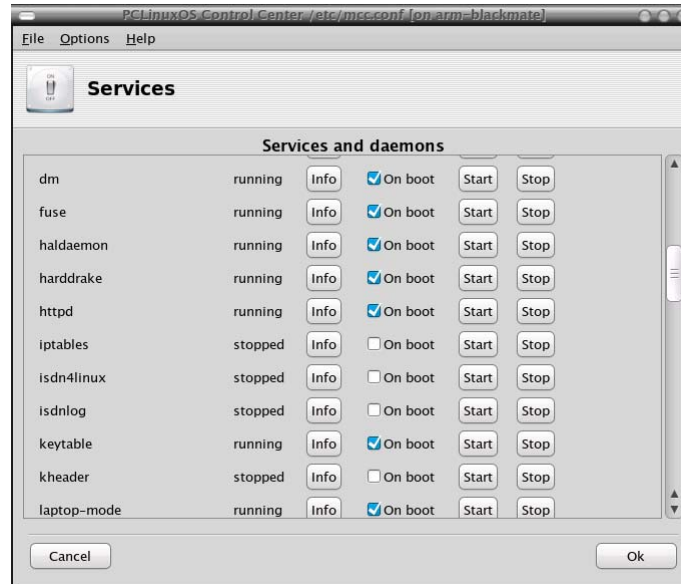 PCLinuxOS Control Center /etc/mcc.conf [on arm-blackmate]
File Options Help
ON
OFF
Services
Services and daemons
dm running Info On boot Start Stop
fuse running Info On boot Start Stop
haldaemon running Info On boot Start Stop
harddrake running Info On boot Start Stop
httpd running Info On boot Start Stop
iptables stopped Info On boot Start Stop
isdn4linux stopped Info On boot Start Stop
isdnlog stopped Info On boot Start Stop
keytable running Info On boot Start Stop
kheader stopped Info On boot Start Stop
laptop-mode running Info On boot Start Stop
Cancel Ok